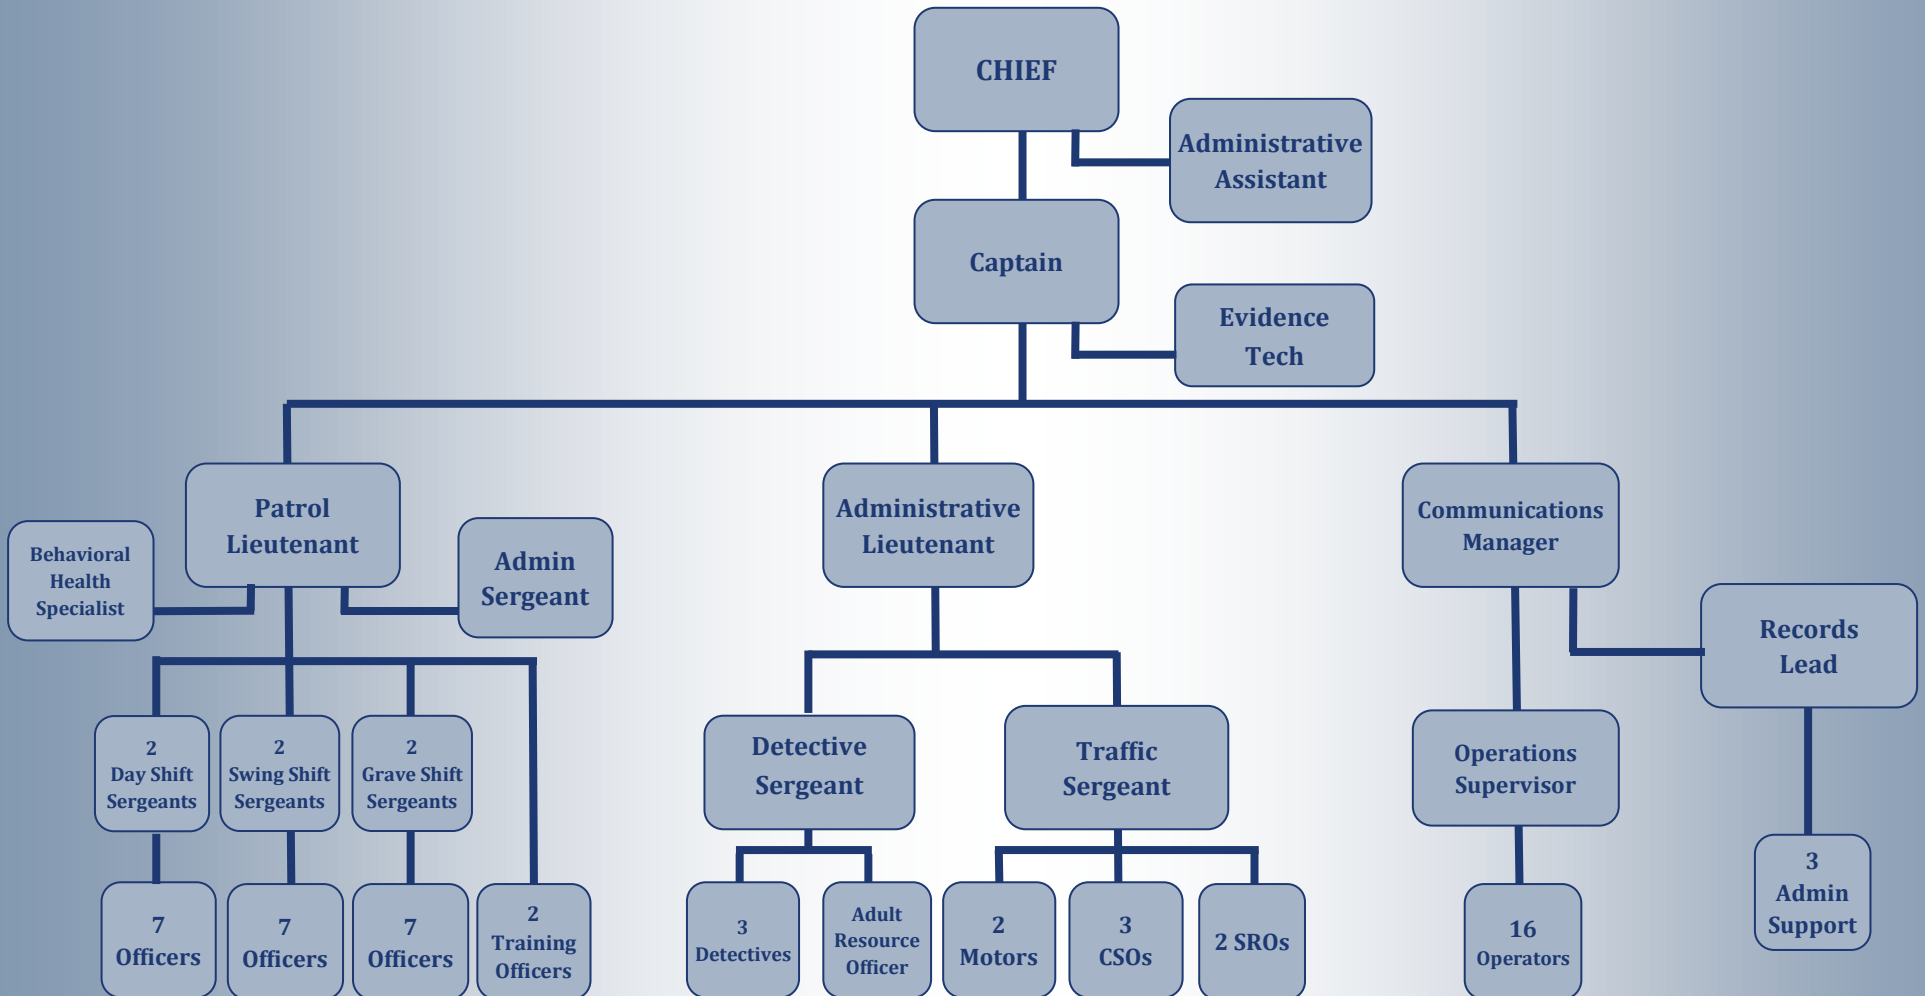 CHIEF
Administrative
Assistant
Captain
Evidence
Tech
Patrol
Lieutenant
Administrative
Lieutenant
Communications
Manager
Behavioral
Health
Specialist
Admin
Sergeant
Records
Lead
2
Day Shift
Sergeants
2
Swing Shift
Sergeants
2
Grave Shift
Sergeants
Detective
Sergeant
Traffic
Sergeant
Operations
Supervisor
7
Officers
7
Officers
7
Officers
2
Training
Officers
3
Detectives
Adult
Resource
Officer
2
Motors
3
CSOs
2 SROs
16
Operators
3
Admin
Support